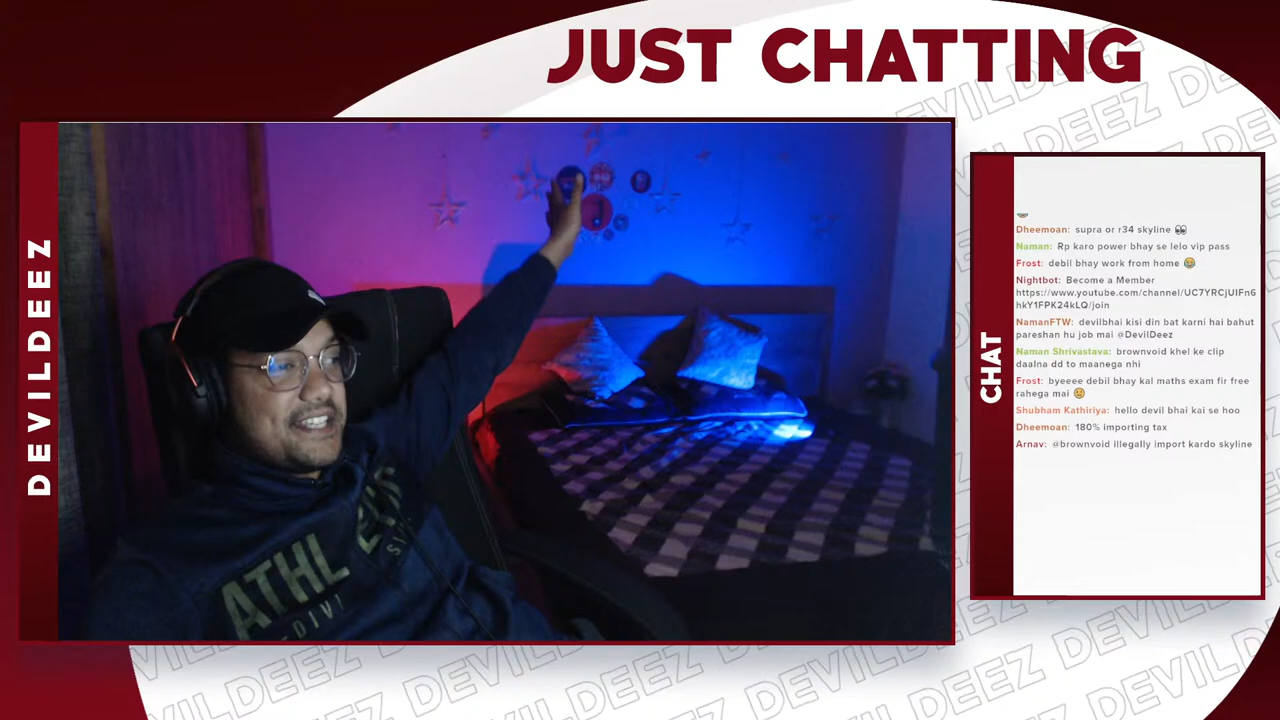 JUST CHATTING
DEVILDEEZ
ATHL
CHAT
Dheemoan: supra or r34 skyline 👀
Naman: Rp karo power bhay se lelo vip pass
Frost: debil bhay work from home 😂
Nightbot: Become a Member
https://www.youtube.com/channel/UC7YRCjUIFn6
hkY1FPK24kLQ/join
NamanFTW: devilbhai kisi din bat karni hai bahut
pareshan hu job mai @DevilDeez
Naman Shrivastava: brownvoid khel ke clip
daalna dd to maanega nhi
Frost: byeeee debil bhay kal maths exam fir free
rahega mai 😢
Shubham Kathiriya: hello devil bhai kai se hoo
Dheemoan: 180% importing tax
Arnav: @brownvoid illegally import kardo skyline
DEVILDEEZ DEVILDEEZ